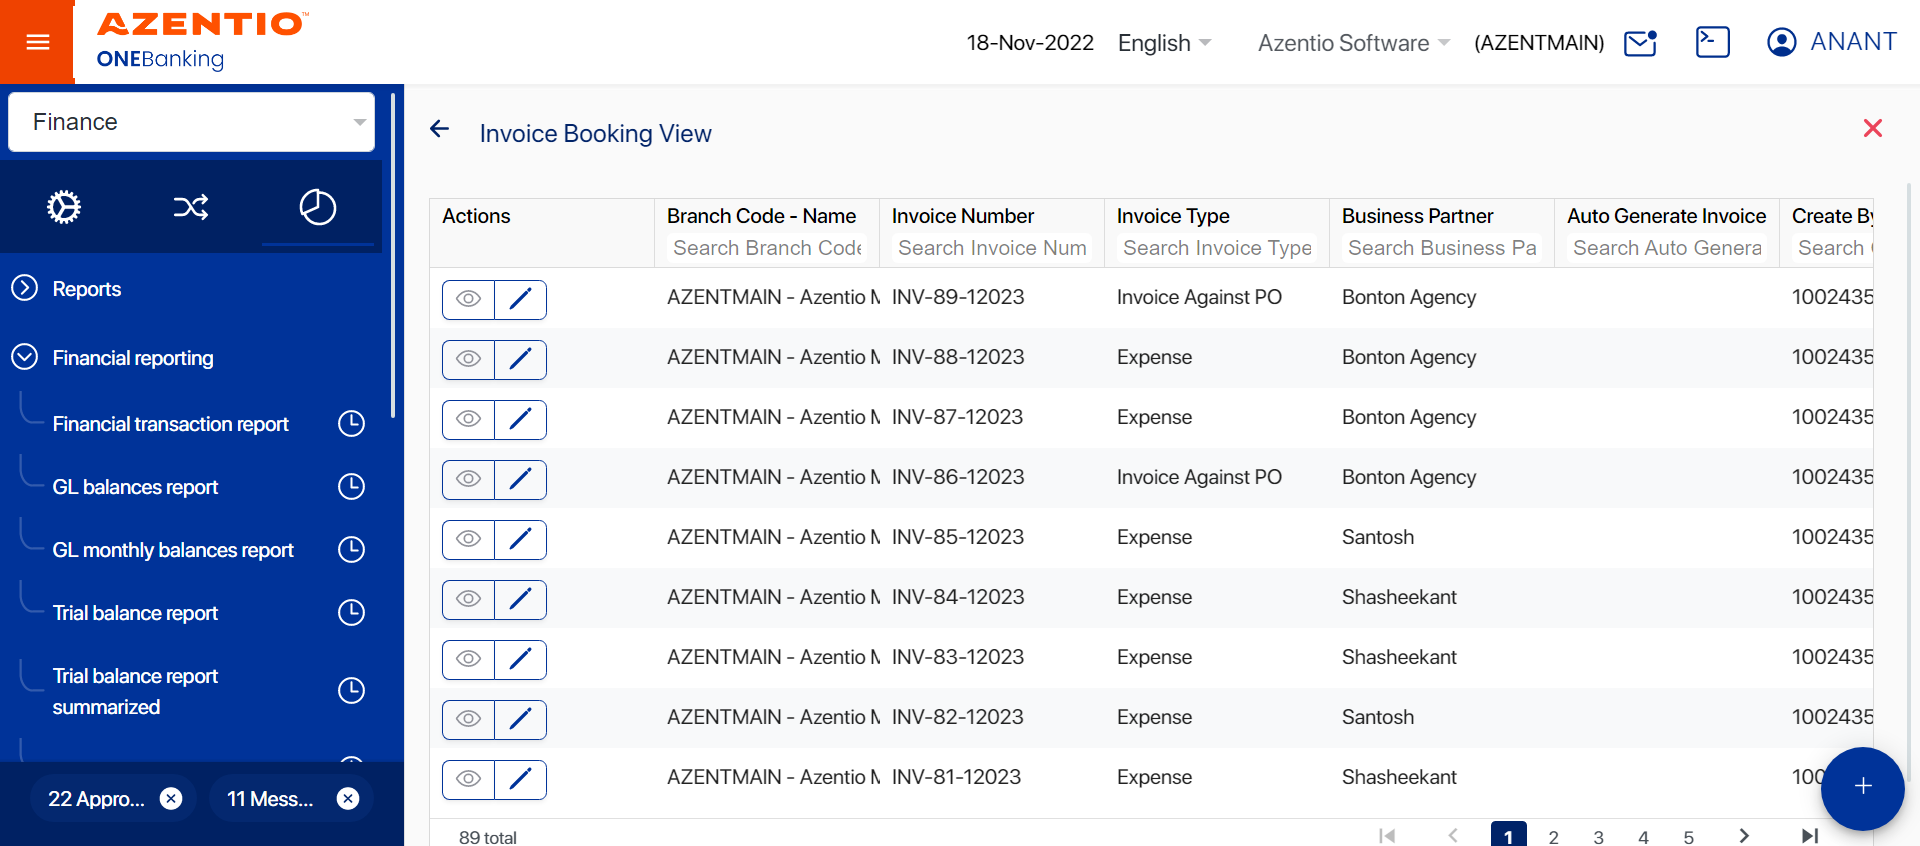 AZENTIO™
ONEBanking
18-Nov-2022 English Azentio Software (AZENTMAIN) ANANT
Finance
Reports
Financial reporting
Financial transaction report
GL balances report
GL monthly balances report
Trial balance report
Trial balance report
summarized
22 Appro... 11 Mess...
Invoice Booking View
Actions Branch Code - Name Invoice Number Invoice Type Business Partner Auto Generate Invoice Create By
Search Branch Code Search Invoice Num Search Invoice Type Search Business Pa Search Auto Genera Search
AZENTMAIN - Azentio M INV-89-12023 Invoice Against PO Bonton Agency 1002435
AZENTMAIN - Azentio M INV-88-12023 Expense Bonton Agency 1002435
AZENTMAIN - Azentio M INV-87-12023 Expense Bonton Agency 1002435
AZENTMAIN - Azentio M INV-86-12023 Invoice Against PO Bonton Agency 1002435
AZENTMAIN - Azentio M INV-85-12023 Expense Santosh 1002435
AZENTMAIN - Azentio M INV-84-12023 Expense Shasheekant 1002435
AZENTMAIN - Azentio M INV-83-12023 Expense Shasheekant 1002435
AZENTMAIN - Azentio M INV-82-12023 Expense Santosh 1002435
AZENTMAIN - Azentio M INV-81-12023 Expense Shasheekant 100
89 total 1 2 3 4 5